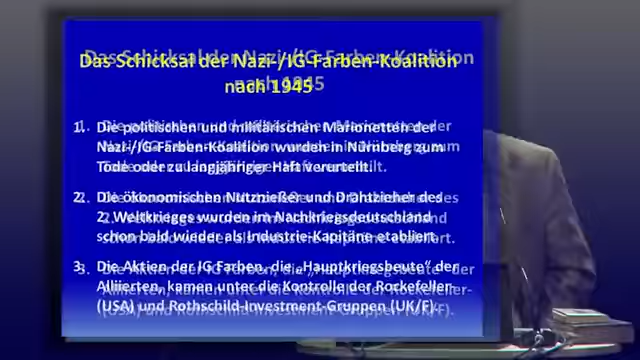 Das Schicksal der Nazi-/IG-Farben-Koalition
nach 1945
1. Die politischen und militärischen Marionetten der
Nazi-/IG-Farben-Koalition wurden in Nürnberg zum
Tode oder zu langjähriger Haft verurteilt.
2. Die ökonomischen Nutznießer und Drahtzieher des
2. Weltkrieges wurden im Nachkriegsdeutschland
schon bald wieder als Industrie-Kapitäne etabliert.
3. Die Aktien der IG Farben, die „Hauptkriegsbeute“ der
Alliierten, kamen unter die Kontrolle der Rockefeller-
(USA) und Rothschild-Investment-Gruppen (UK/F).